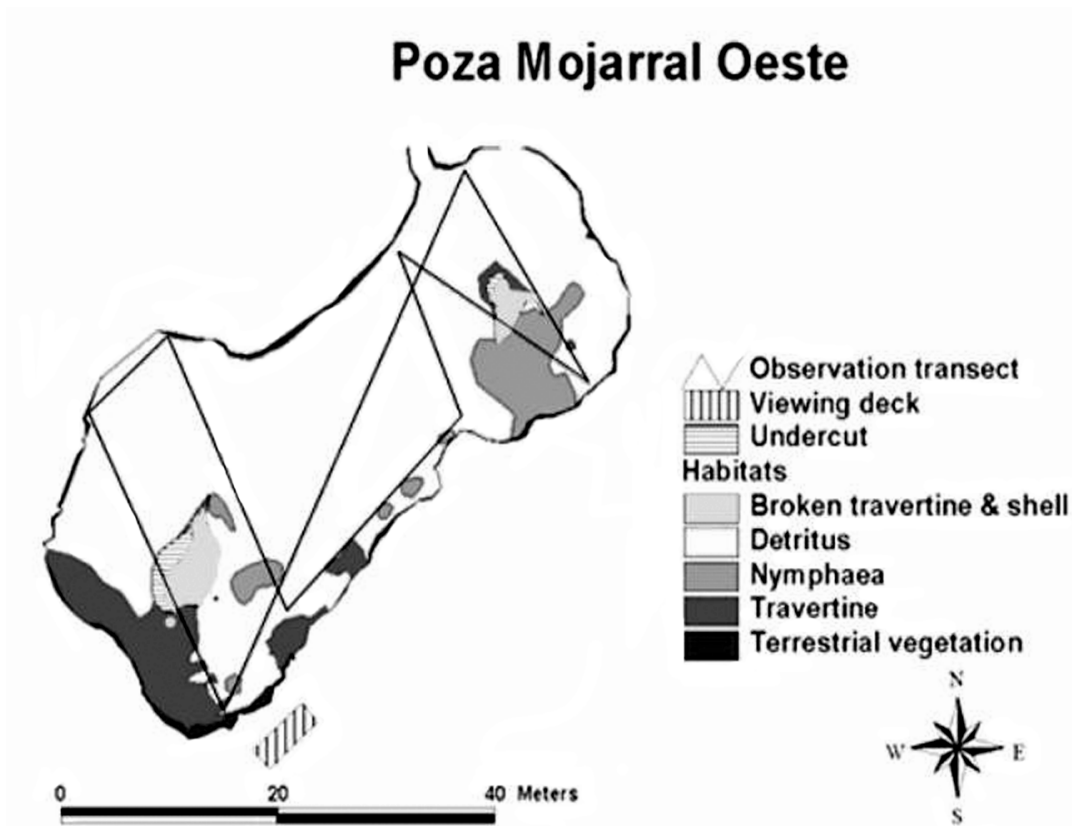 Poza Mojarral Oeste
Observation transect
Viewing deck
Undercut
Habitats
Broken travertine & shell
Detritus
Nymphaea
Travertine
Terrestrial vegetation
N
W E
S
0 20 40 Meters